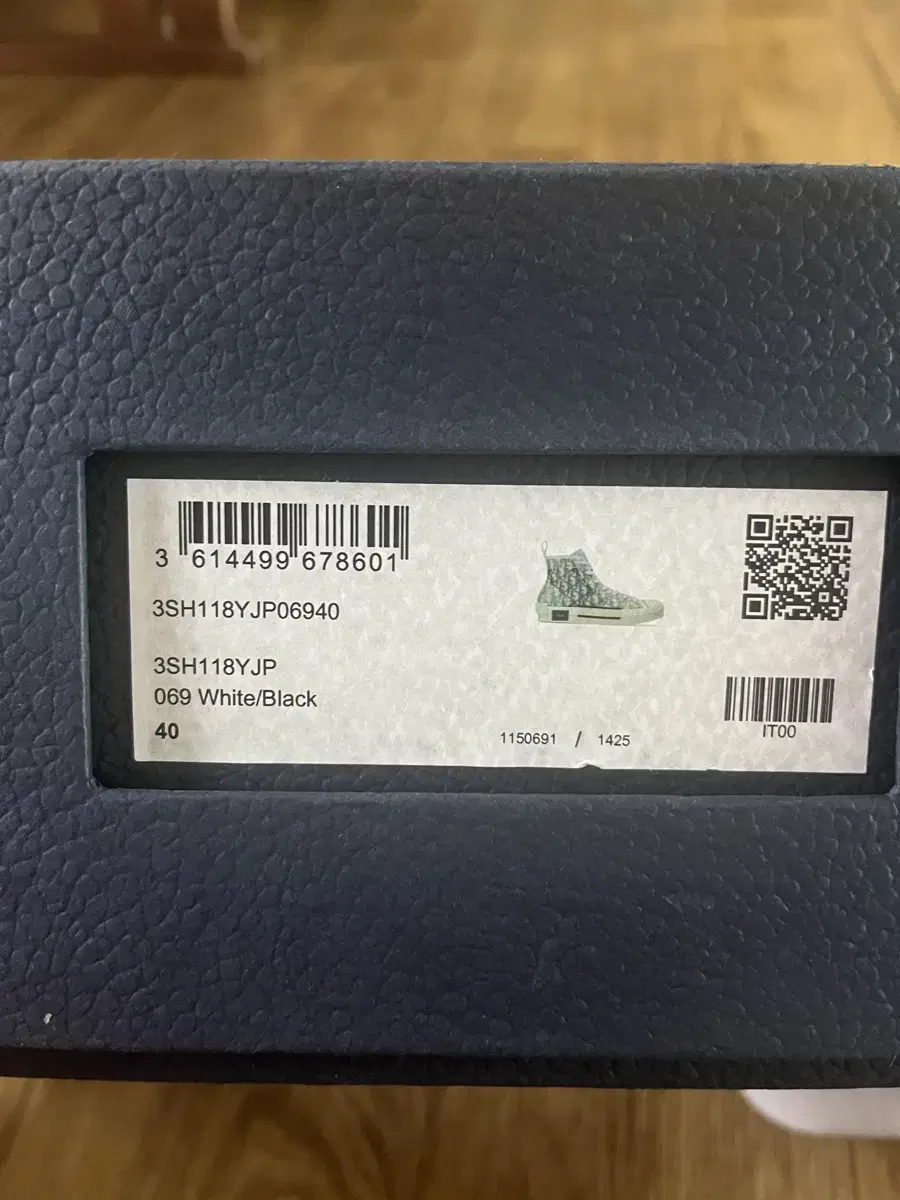 3 614499 678601
3SH118YJP06940
3SH118YJP
069 White/Black
40
1150691 / 1425
IT00